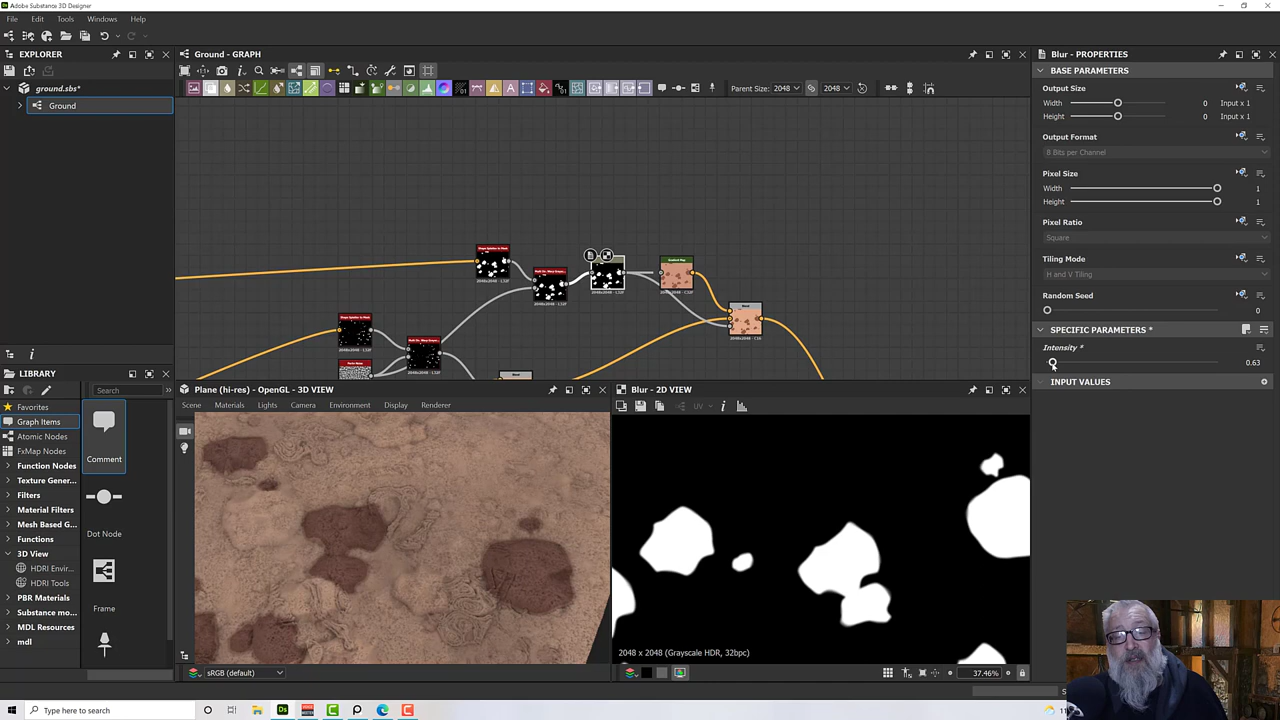 Adobe Substance 3D Designer
File Edit Tools Windows Help
EXPLORER
ground.sbs*
Ground
LIBRARY
Search
Favorites
Graph Items
Atomic Nodes
FxMap Nodes
Function Nodes
Texture Gener...
Filters
Material Filters
Mesh Based G...
Functions
3D View
HDRI Envir...
HDRI Tools
PBR Materials
Substance mo...
MDL Resources
mdl
Comment
Dot Node
Frame
Ground - GRAPH
Parent Size: 2048 2048
Plane (hi-res) - OpenGL - 3D VIEW
Scene Materials Lights Camera Environment Display Renderer
sRGB (default)
Blur - 2D VIEW
UV
2048 x 2048 (Grayscale HDR, 32bpc)
37.46%
Blur - PROPERTIES
BASE PARAMETERS
Output Size
Width 0 Input x 1
Height 0 Input x 1
Output Format
8 Bits per Channel
Pixel Size
Width 1
Height 1
Pixel Ratio
Square
Tiling Mode
H and V Tiling
Random Seed
0
SPECIFIC PARAMETERS *
Intensity *
0.63
INPUT VALUES
Type here to search